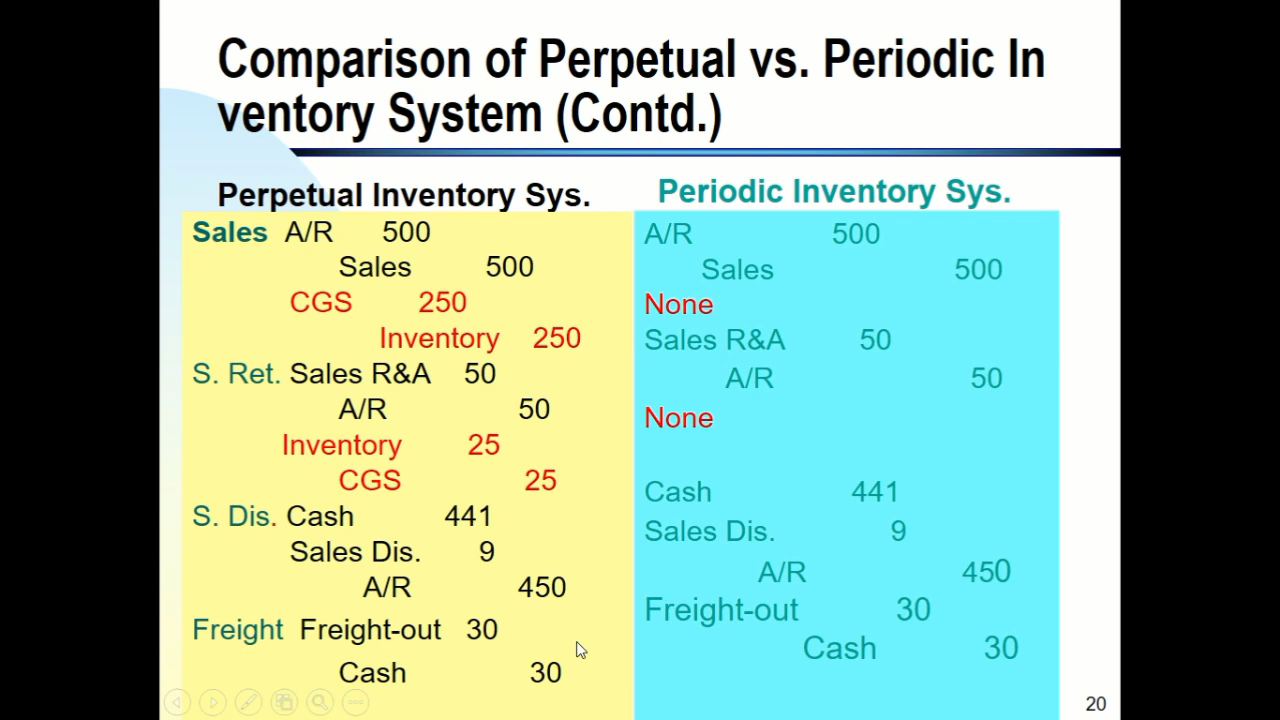 Comparison of Perpetual vs. Periodic In
ventory System (Contd.)
Perpetual Inventory Sys.
Sales A/R 500
Sales 500
CGS 250
Inventory 250
S. Ret. Sales R&A 50
A/R 50
Inventory 25
CGS 25
S. Dis. Cash 441
Sales Dis. 9
A/R 450
Freight Freight-out 30
Cash 30
Periodic Inventory Sys.
A/R 500
Sales 500
None
Sales R&A 50
A/R 50
None
Cash 441
Sales Dis. 9
A/R 450
Freight-out 30
Cash 30
20